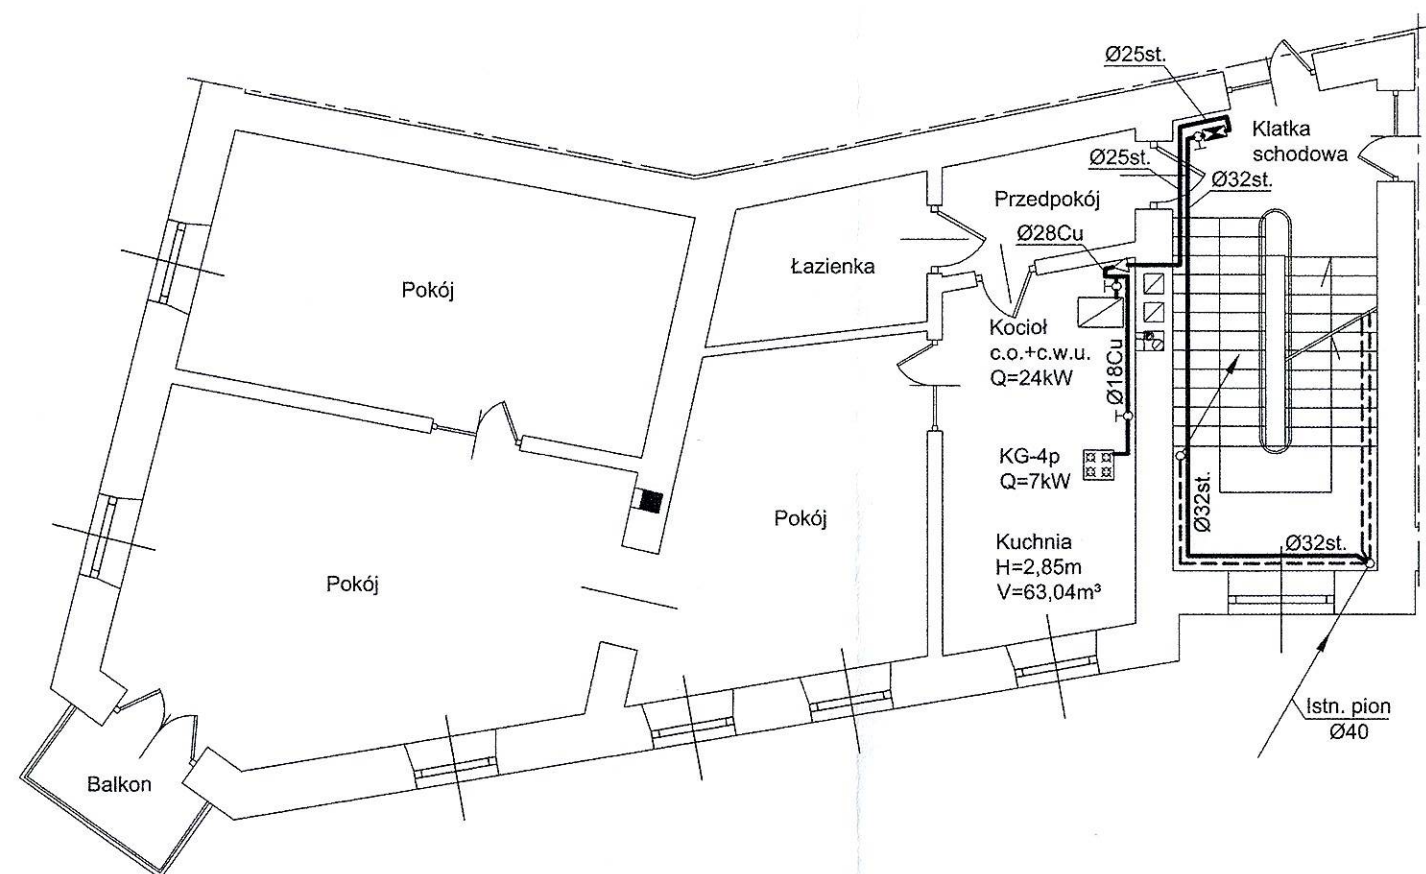 Ø25st.
Klatka
schodowa
Ø25st.
Ø32st.
Przedpokój
Ø28Cu
Łazienka
Pokój
Kocioł
c.o.+c.w.u.
Q=24kW
Ø18Cu
KG-4p
Q=7kW
Pokój
Ø32st.
Kuchnia
H=2,85m
V=63,04m³
Ø32st.
Pokój
Istn. pion
Ø40
Balkon